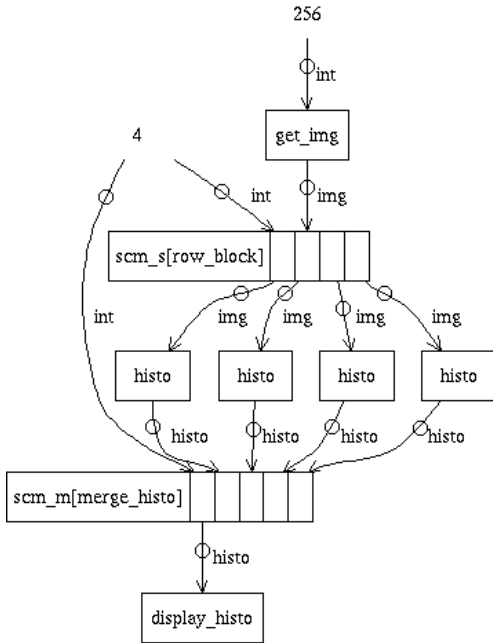 256
int
get_img
4
int
img
scm_s[row_block]
int
img
img
img
img
histo
histo
histo
histo
histo
histo
histo
histo
scm_m[merge_histo]
histo
display_histo